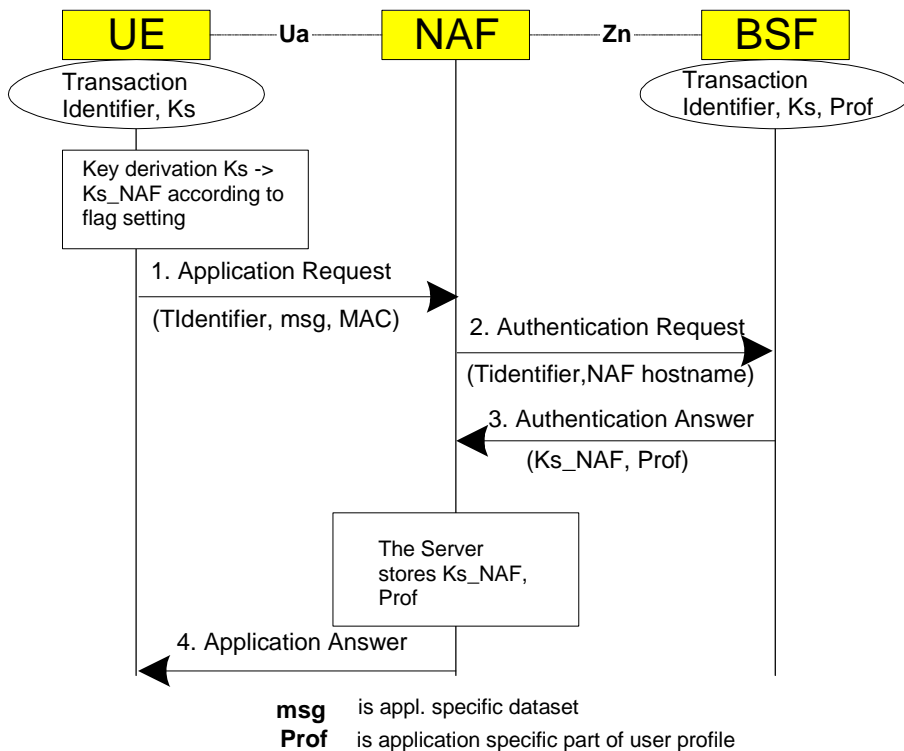 UE
Ua
NAF
Zn
BSF
Transaction
Identifier, Ks
Transaction
Identifier, Ks, Prof
Key derivation Ks ->
Ks_NAF according to
flag setting
1. Application Request
(TIdentifier, msg, MAC)
2. Authentication Request
(Tidentifier,NAF hostname)
3. Authentication Answer
(Ks_NAF, Prof)
The Server
stores Ks_NAF,
Prof
4. Application Answer
msg is appl. specific dataset
Prof is application specific part of user profile